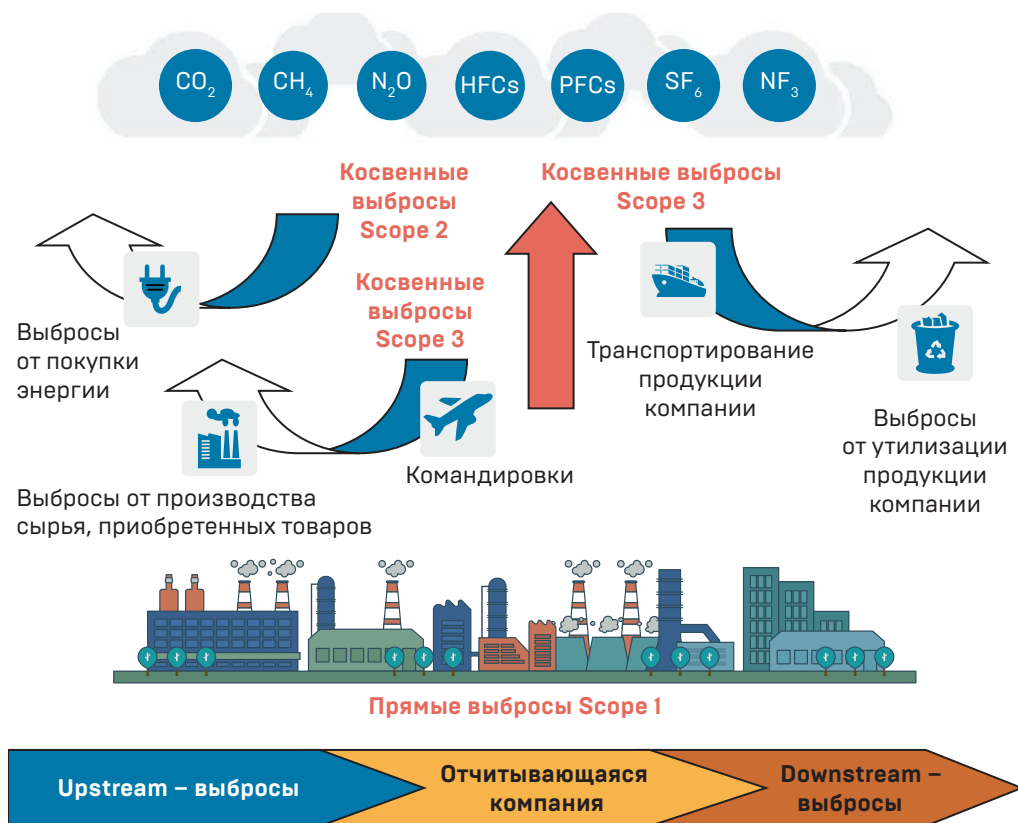 CO₂ CH₄ N₂O HFCs PFCs SF₆ NF₃
Косвенные
выбросы
Scope 2
Косвенные выбросы
Scope 3
Косвенные
выбросы
Scope 3
Выбросы
от покупки
энергии
Транспортирование
продукции
компании
Выбросы
от утилизации
продукции
компании
Командировки
Выбросы от производства
сырья, приобретенных товаров
Прямые выбросы Scope 1
Upstream – выбросы
Отчитывающаяся
компания
Downstream –
выбросы